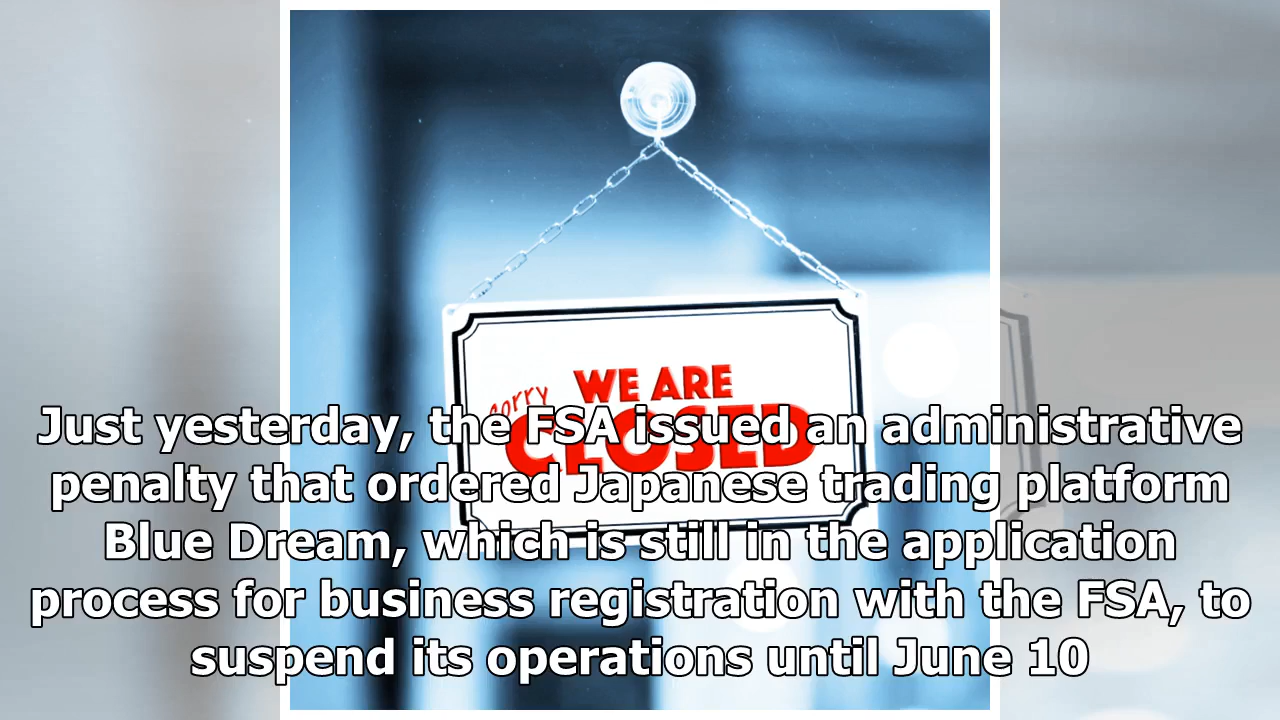 sorry
WE ARE
CLOSED
Just yesterday, the FSA issued an administrative
penalty that ordered Japanese trading platform
Blue Dream, which is still in the application
process for business registration with the FSA, to
suspend its operations until June 10